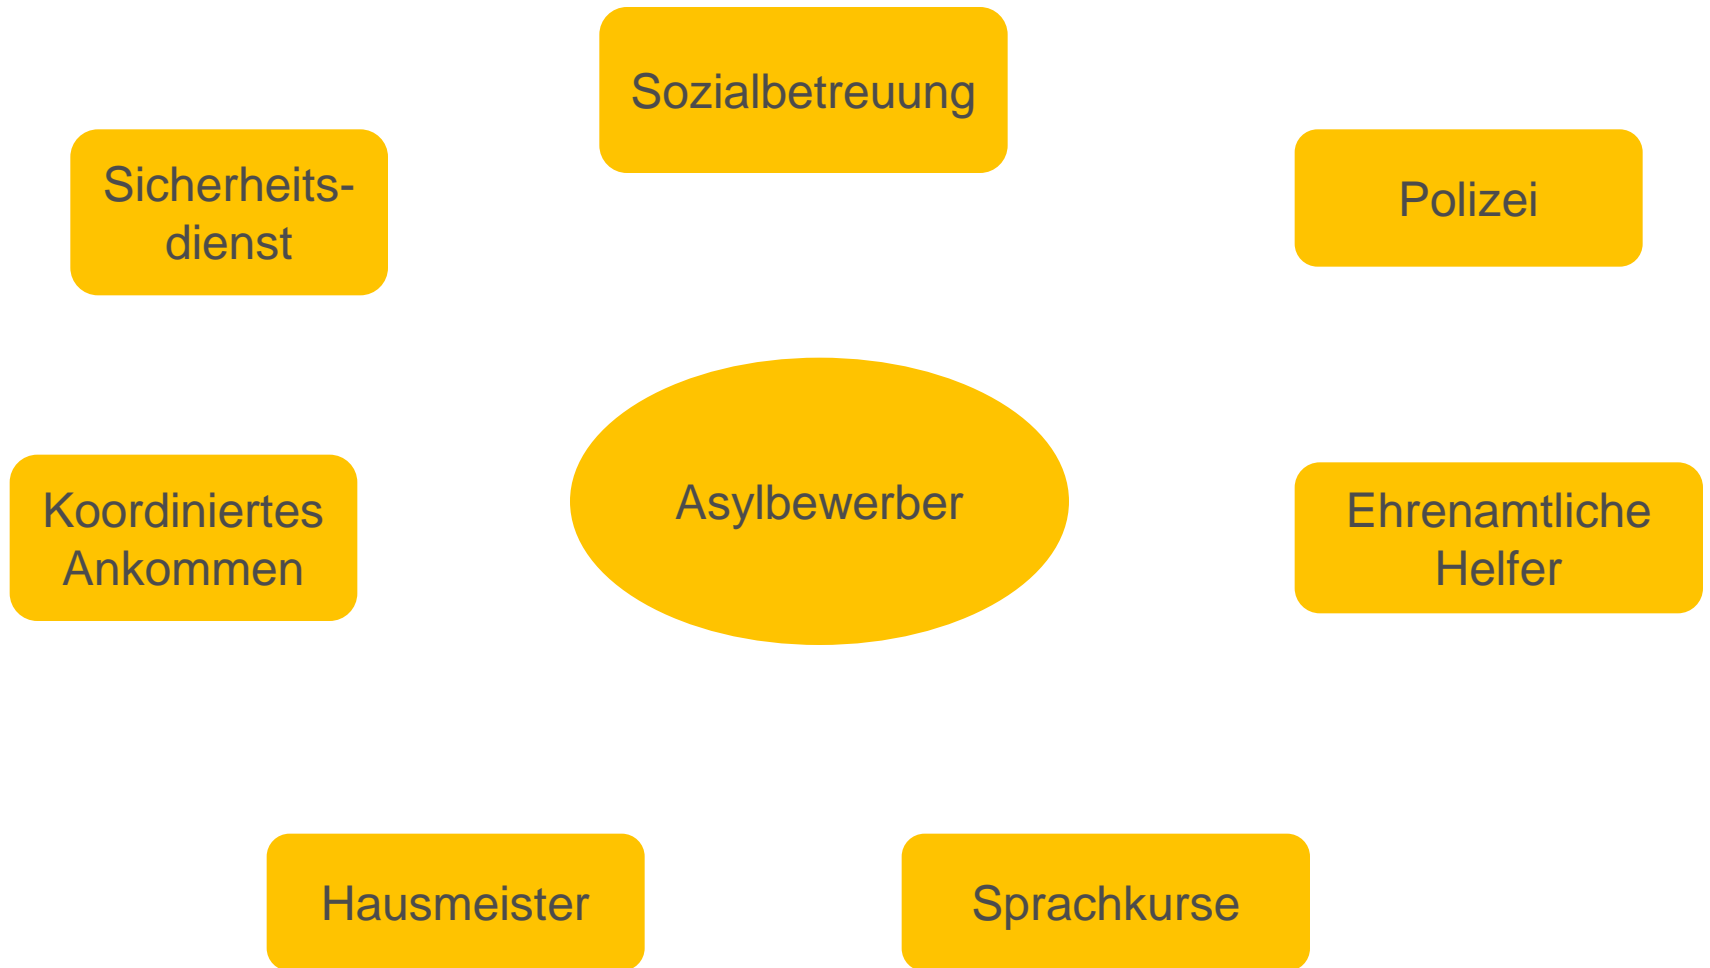 Sozialbetreuung
Sicherheits-
dienst
Polizei
Koordiniertes
Ankommen
Asylbewerber
Ehrenamtliche
Helfer
Hausmeister
Sprachkurse